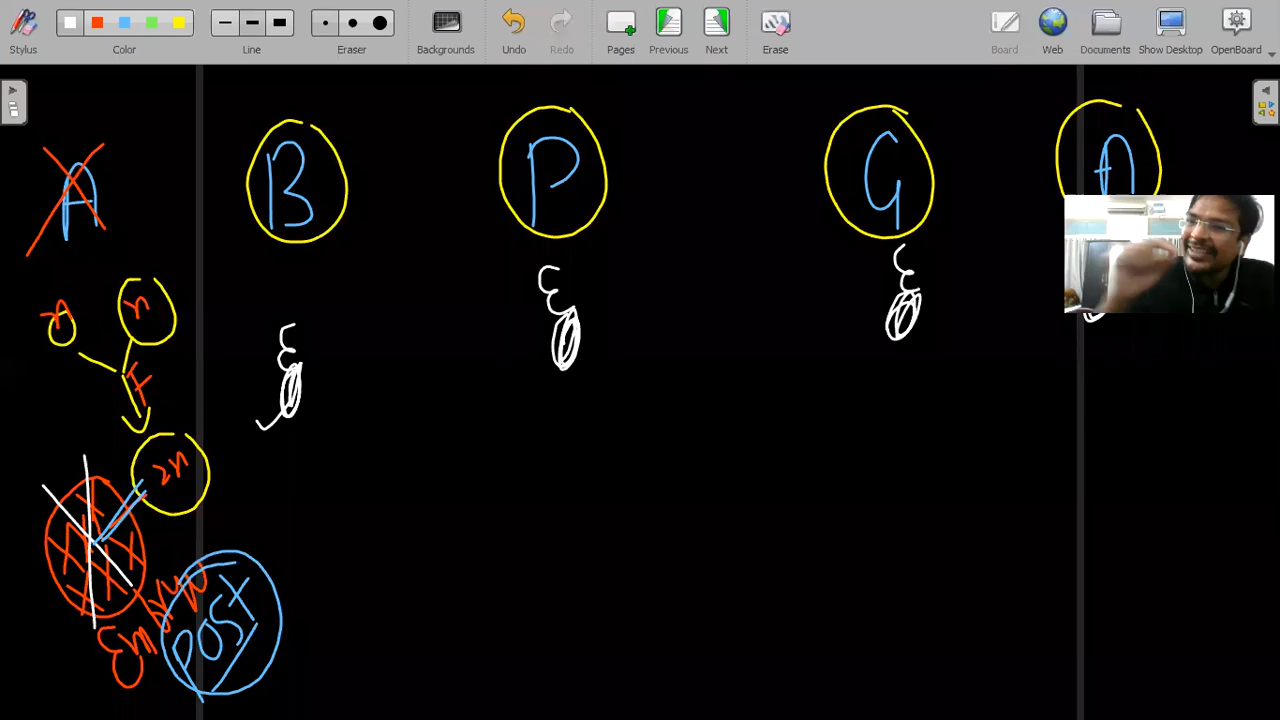 Stylus
Color
Line
Eraser
Backgrounds
Undo
Redo
Pages
Previous
Next
Erase
Board
Web
Documents
Show Desktop
OpenBoard
A
B
P
G
A
n
n
F
2n
Em
POST